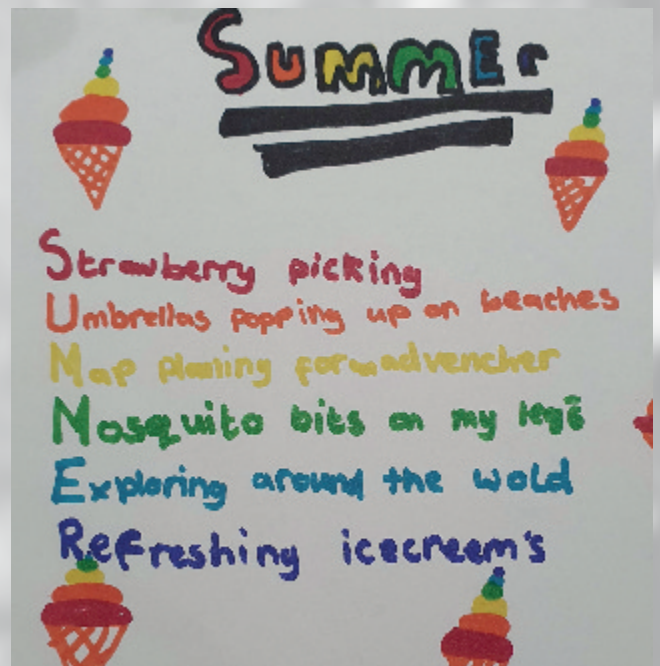 Summer
Strawberry picking
Umbrellas popping up on beaches
Map planing for advencher
Mosquito bits on my legs
Exploring around the wold
Refreshing icecreem's